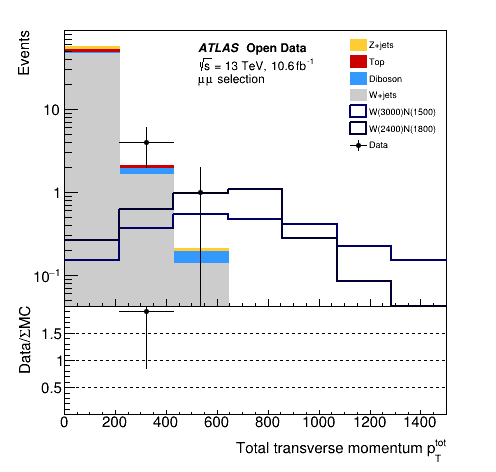 Events
ATLAS Open Data
√s = 13 TeV, 10.6fb⁻¹
μμ selection
Z+jets
Top
Diboson
W+jets
W(3000)N(1500)
W(2400)N(1800)
Data
10
1
10⁻¹
Data/ΣMC
1.5
1
0.5
0 200 400 600 800 1000 1200 1400
Total transverse momentum p_T^tot